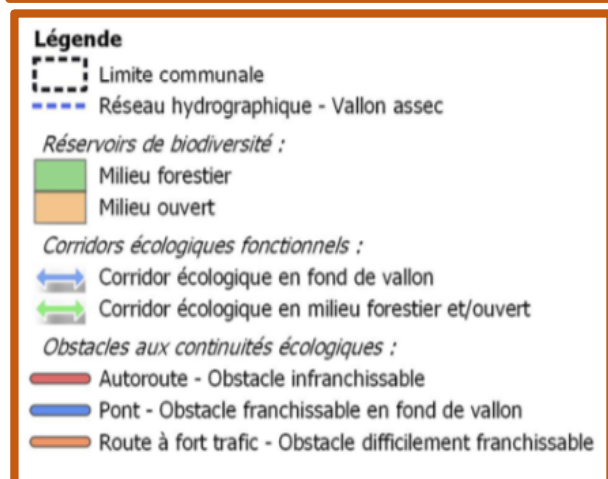 Légende
Limite communale
Réseau hydrographique - Vallon assec
Réservoirs de biodiversité :
Milieu forestier
Milieu ouvert
Corridors écologiques fonctionnels :
Corridor écologique en fond de vallon
Corridor écologique en milieu forestier et/ouvert
Obstacles aux continuités écologiques :
Autoroute - Obstacle infranchissable
Pont - Obstacle franchissable en fond de vallon
Route à fort trafic - Obstacle difficilement franchissable